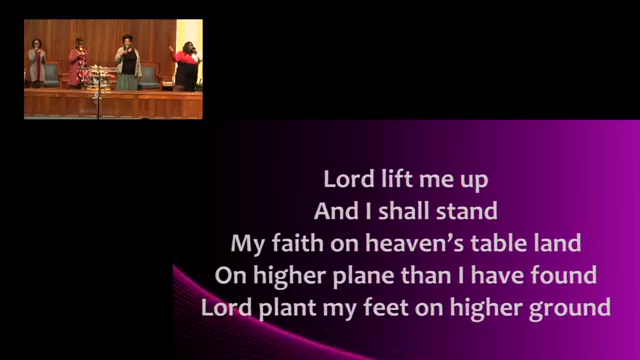 Lord lift me up
And I shall stand
My faith on heaven's table land
On higher plane than I have found
Lord plant my feet on higher ground